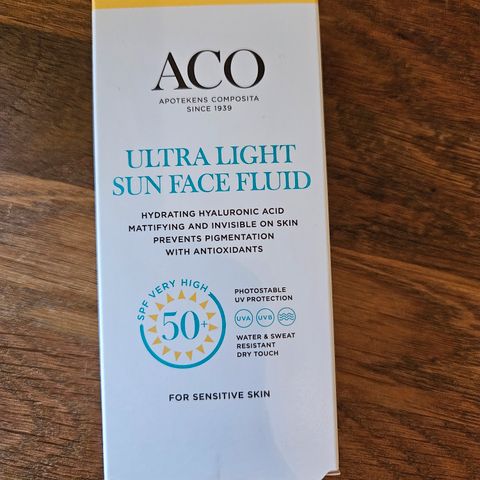 ACO
APOTEKENS COMPOSITA
SINCE 1939
ULTRA LIGHT
SUN FACE FLUID
HYDRATING HYALURONIC ACID
MATTIFYING AND INVISIBLE ON SKIN
PREVENTS PIGMENTATION
WITH ANTIOXIDANTS
SPF VERY HIGH
50+
PHOTOSTABLE
UV PROTECTION
UVA UVB
WATER & SWEAT
RESISTANT
DRY TOUCH
FOR SENSITIVE SKIN